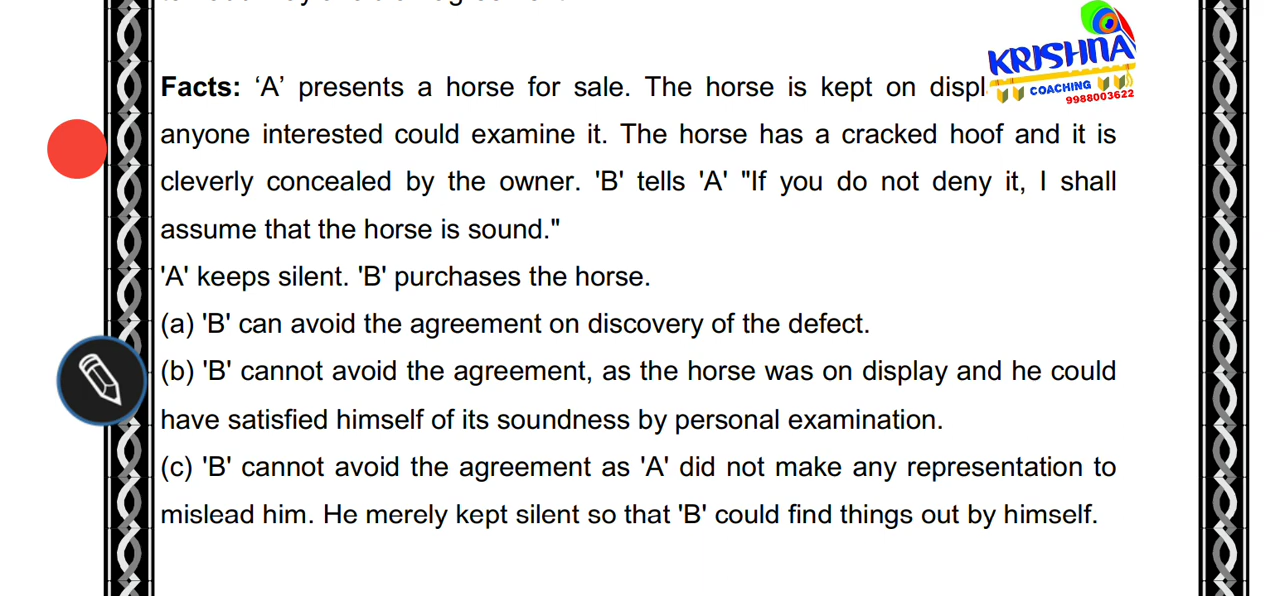 KRISHNA
COACHING
9988003622
Facts: ‘A’ presents a horse for sale. The horse is kept on displ
anyone interested could examine it. The horse has a cracked hoof and it is
cleverly concealed by the owner. 'B' tells 'A' "If you do not deny it, I shall
assume that the horse is sound."
'A' keeps silent. 'B' purchases the horse.
(a) 'B' can avoid the agreement on discovery of the defect.
(b) 'B' cannot avoid the agreement, as the horse was on display and he could
have satisfied himself of its soundness by personal examination.
(c) 'B' cannot avoid the agreement as 'A' did not make any representation to
mislead him. He merely kept silent so that 'B' could find things out by himself.